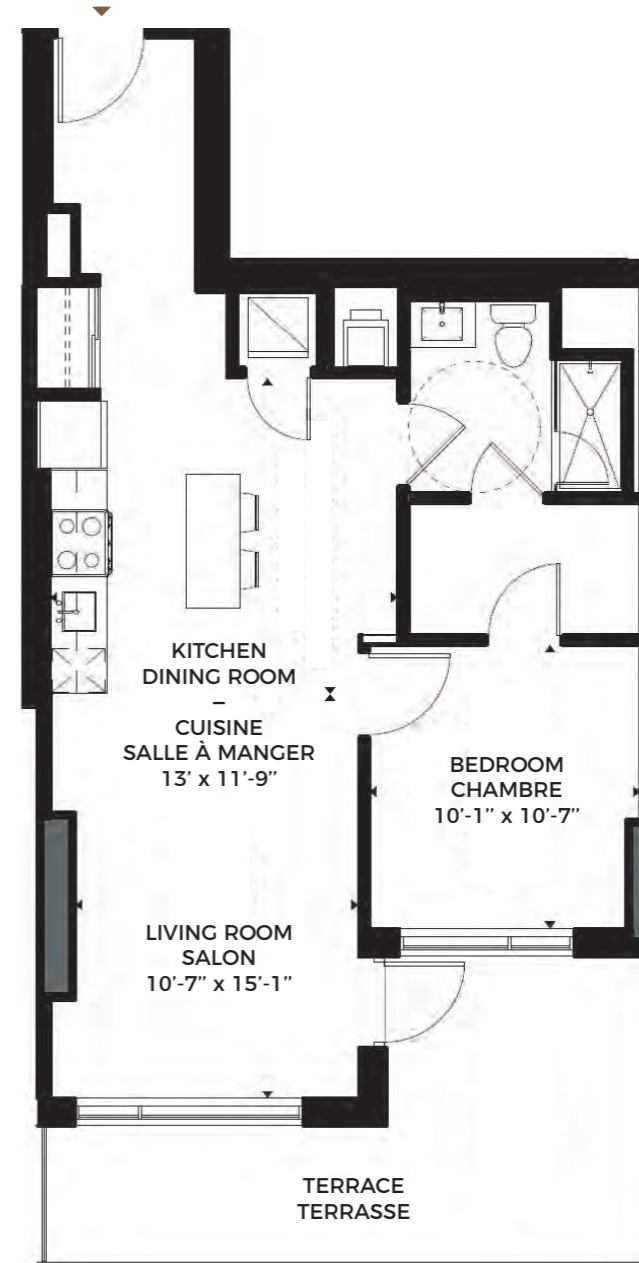 KITCHEN
DINING ROOM
–
CUISINE
SALLE À MANGER
13’ x 11’-9”
BEDROOM
CHAMBRE
10’-1” x 10’-7”
LIVING ROOM
SALON
10’-7” x 15’-1”
TERRACE
TERRASSE